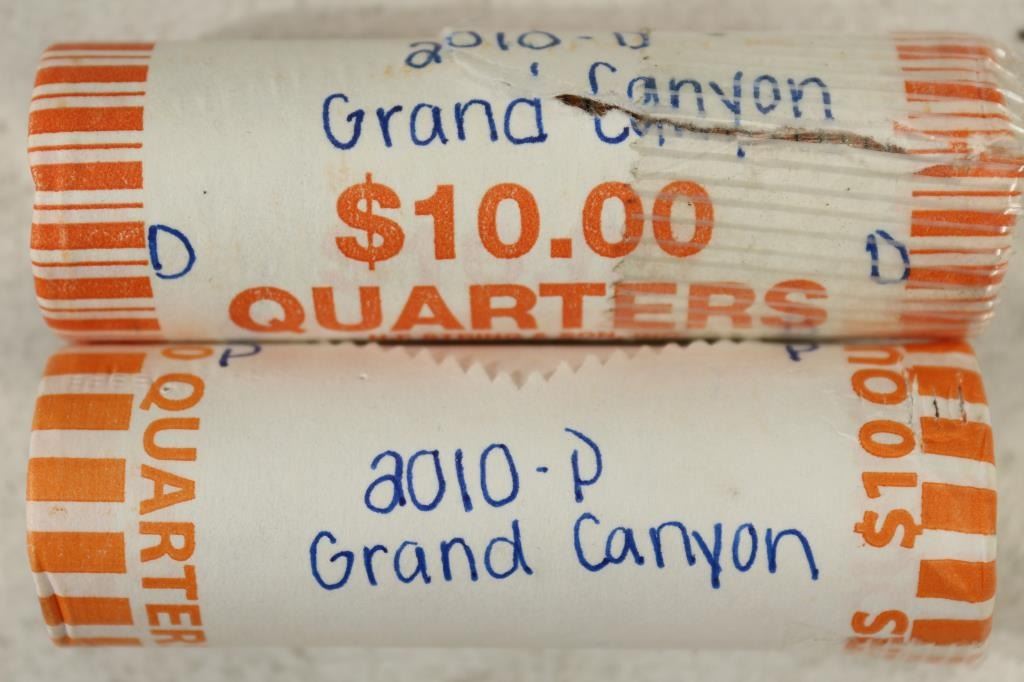 2010-D
Grand Canyon
$10.00
D
D
QUARTERS
P
P
QUARTER
$10 QU
2010-P
Grand Canyon